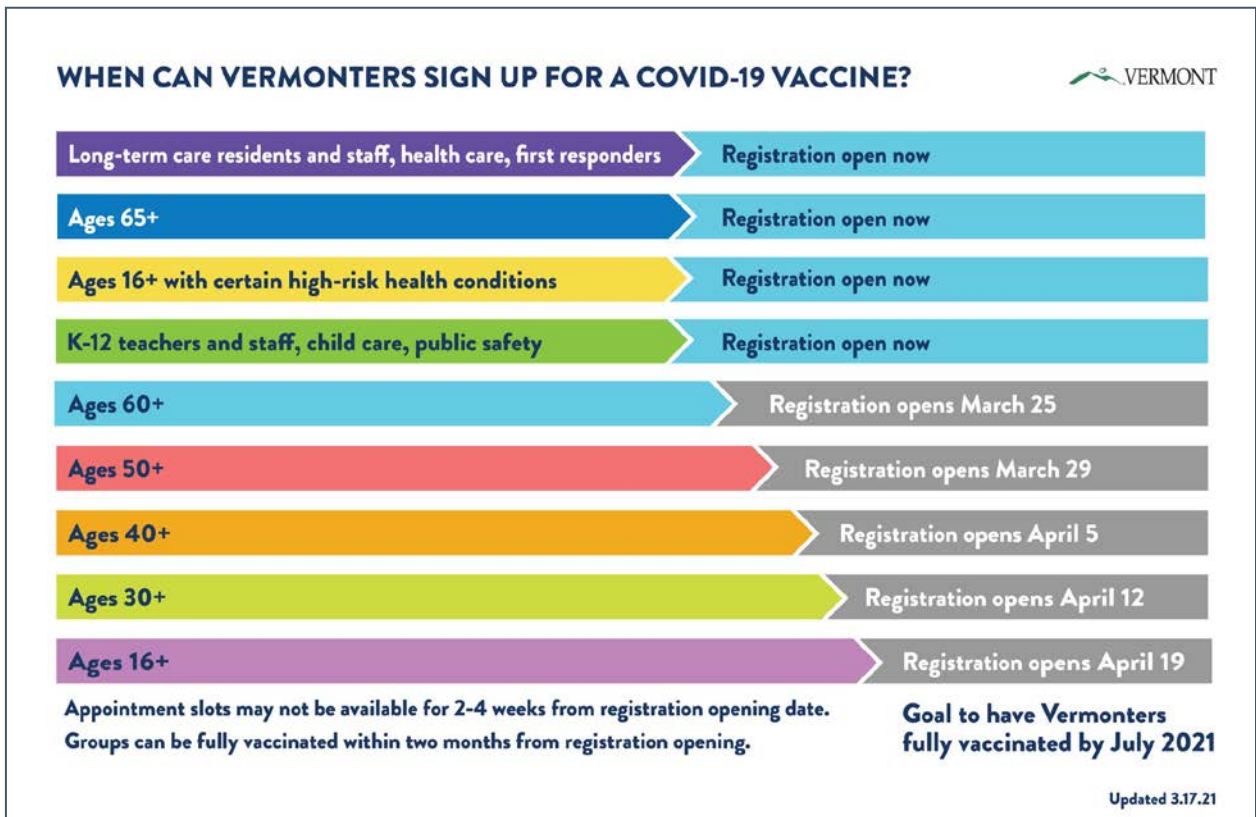 WHEN CAN VERMONTERS SIGN UP FOR A COVID-19 VACCINE?
VERMONT
Long-term care residents and staff, health care, first responders
Registration open now
Ages 65+
Registration open now
Ages 16+ with certain high-risk health conditions
Registration open now
K-12 teachers and staff, child care, public safety
Registration open now
Ages 60+
Registration opens March 25
Ages 50+
Registration opens March 29
Ages 40+
Registration opens April 5
Ages 30+
Registration opens April 12
Ages 16+
Registration opens April 19
Appointment slots may not be available for 2-4 weeks from registration opening date.
Groups can be fully vaccinated within two months from registration opening.
Goal to have Vermonters
fully vaccinated by July 2021
Updated 3.17.21